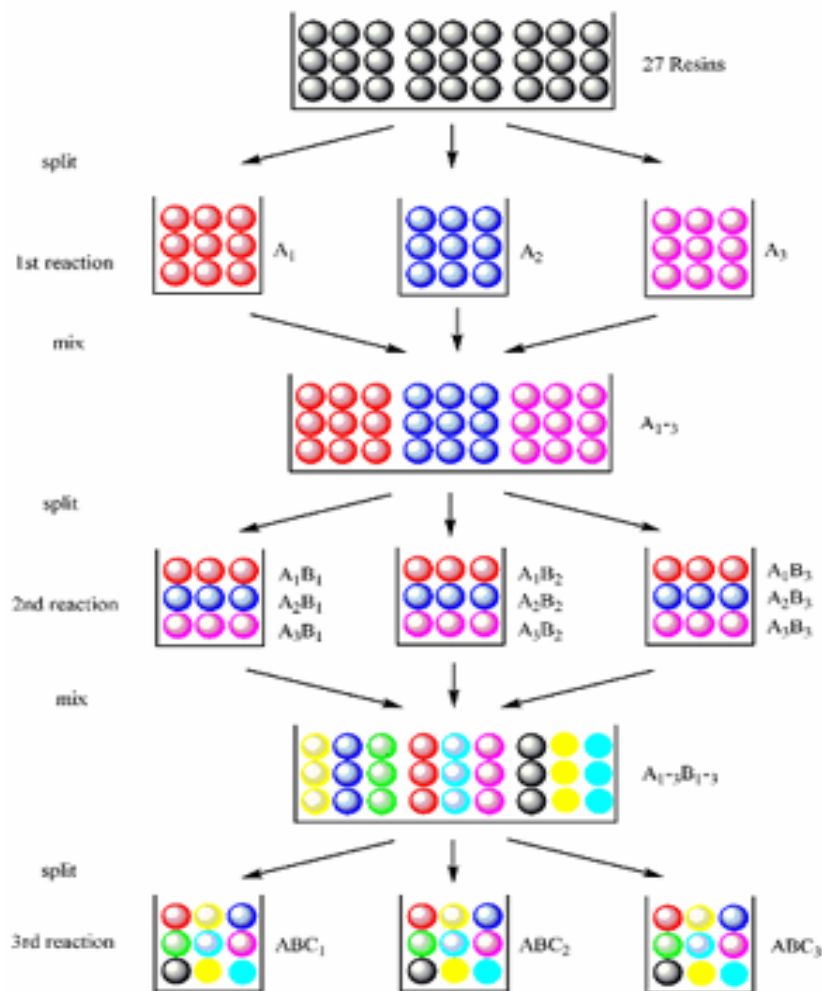 27 Resins
split
1st reaction
A₁
A₂
A₃
mix
A₁-₃
split
2nd reaction
A₁B₁
A₂B₁
A₃B₁
A₁B₂
A₂B₂
A₃B₂
A₁B₃
A₂B₃
A₃B₃
mix
A₁-₃B₁-₃
split
3rd reaction
ABC₁
ABC₂
ABC₃